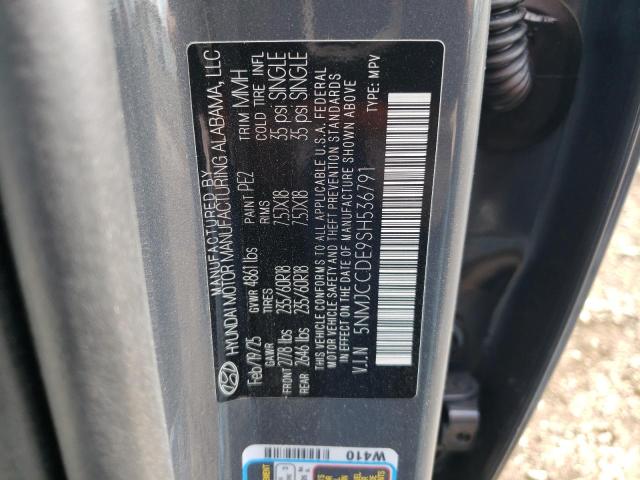 MANUFACTURED BY
HYUNDAI MOTOR MANUFACTURING ALABAMA, LLC
Feb/19/25 GVWR 4861lbs PAINT PE2 TRIM MMH
GAWR TIRES RIMS COLD TIRE INFL
FRONT 2778 lbs 235/60R18 7.5JX18 35 psi SINGLE
REAR 2646 lbs 235/60R18 7.5JX18 35 psi SINGLE
THIS VEHICLE CONFORMS TO ALL APPLICABLE U.S.A. FEDERAL
MOTOR VEHICLE SAFETY AND THEFT PREVENTION STANDARDS
IN EFFECT ON THE DATE OF MANUFACTURE SHOWN ABOVE
V.I.N 5NMJCCDE9SH536791 TYPE: MPV
W410